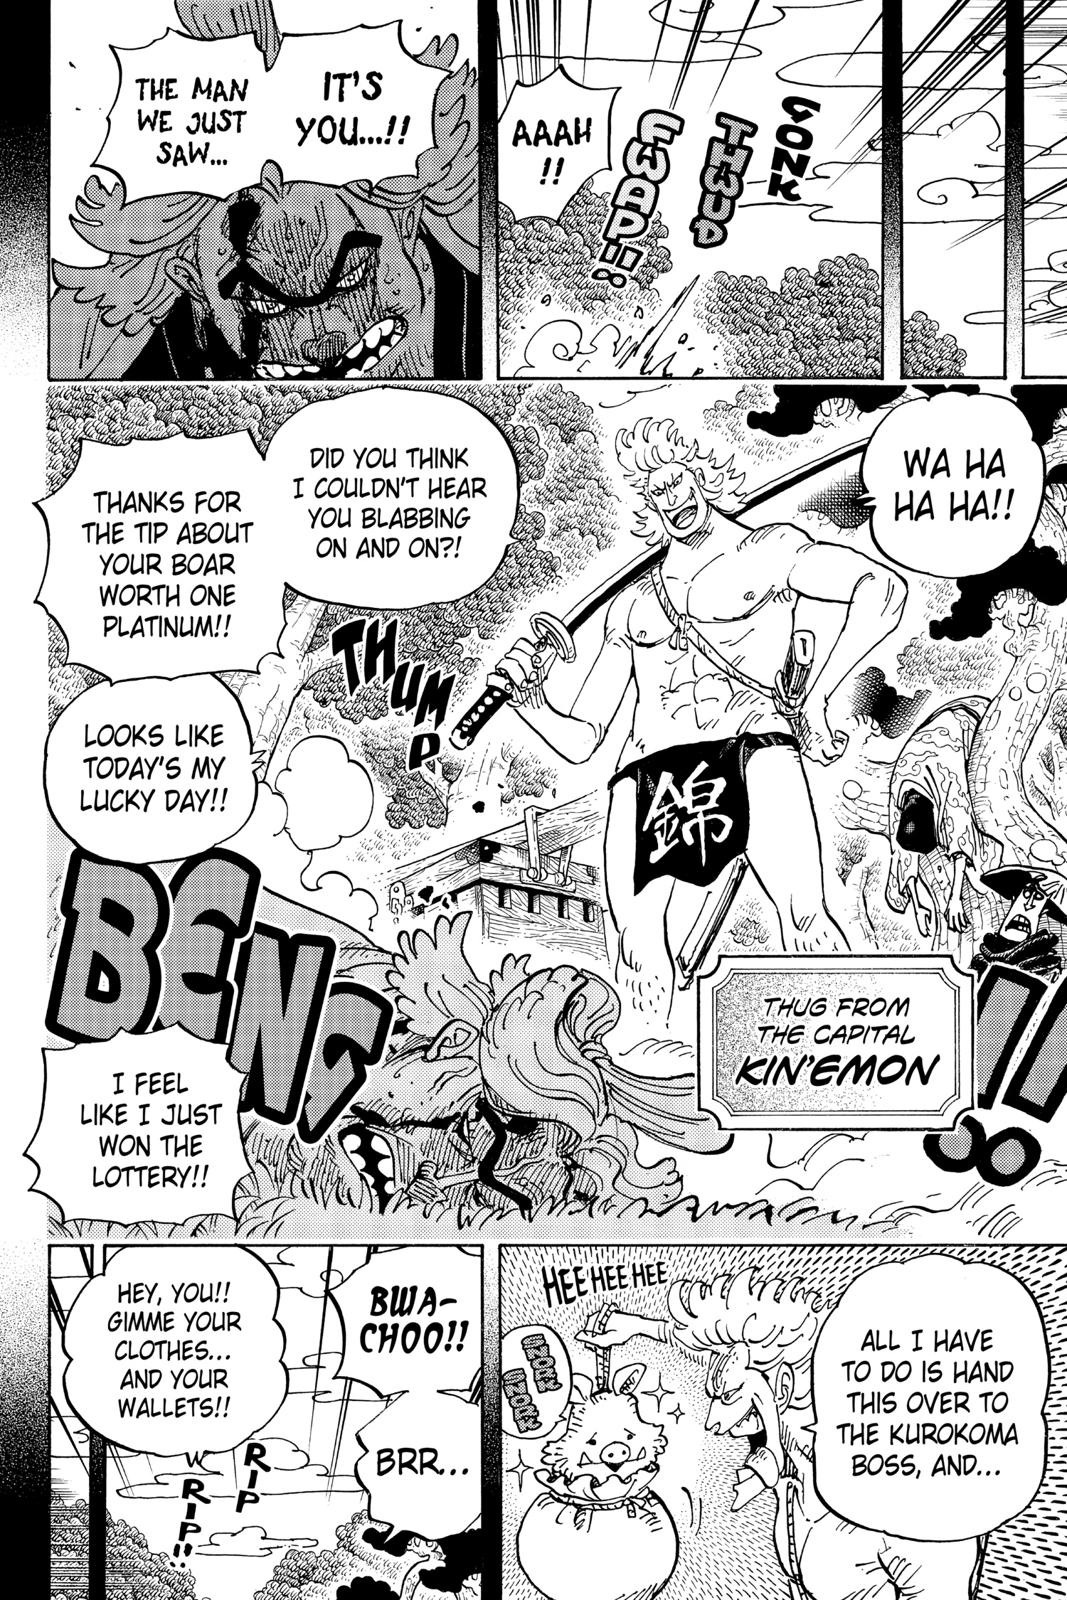 GONK
THUD
FWAP!!
AAAH
!!
IT'S
YOU...!!
THE MAN
WE JUST
SAW...
WA HA
HA HA!!
DID YOU THINK
I COULDN'T HEAR
YOU BLABBING
ON AND ON?!
THANKS FOR
THE TIP ABOUT
YOUR BOAR
WORTH ONE
PLATINUM!!
THUMP
錦
LOOKS LIKE
TODAY'S MY
LUCKY DAY!!
BENG
!!
THUG FROM
THE CAPITAL
KIN'EMON
I FEEL
LIKE I JUST
WON THE
LOTTERY!!
ALL I HAVE
TO DO IS HAND
THIS OVER TO
THE KUROKOMA
BOSS, AND...
HEE HEE HEE
BWA-
CHOO!!
BRR...
HEY, YOU!!
GIMME YOUR
CLOTHES...
AND YOUR
WALLETS!!
RIP
RIP!!